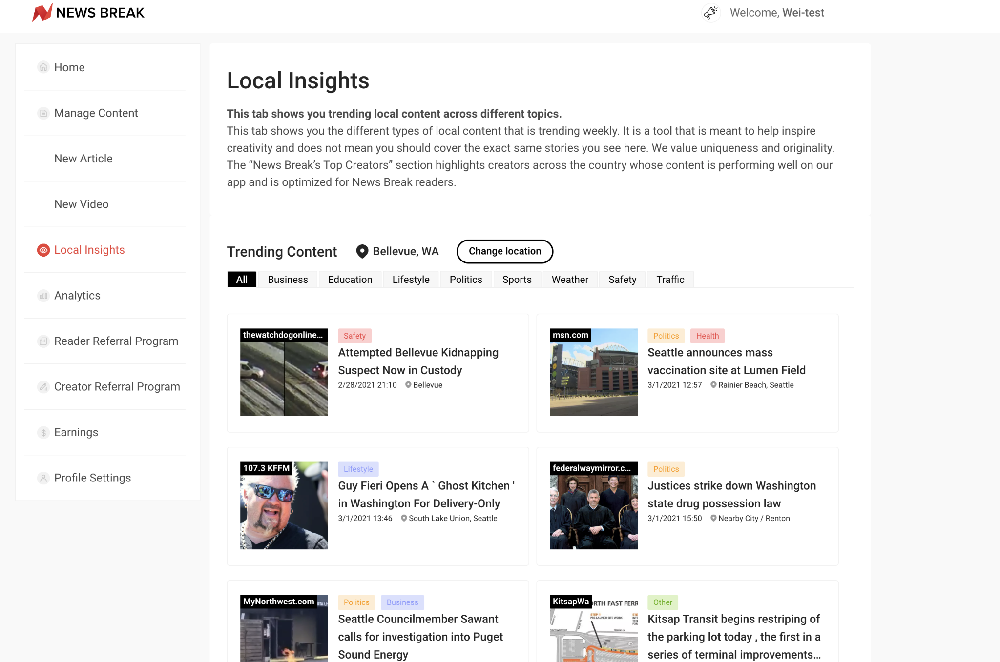 NEWS BREAK
Welcome, Wei-test
Home
Manage Content
New Article
New Video
Local Insights
Analytics
Reader Referral Program
Creator Referral Program
Earnings
Profile Settings
Local Insights
This tab shows you trending local content across different topics.
This tab shows you the different types of local content that is trending weekly. It is a tool that is meant to help inspire
creativity and does not mean you should cover the exact same stories you see here. We value uniqueness and originality.
The “News Break’s Top Creators” section highlights creators across the country whose content is performing well on our
app and is optimized for News Break readers.
Trending Content Bellevue, WA Change location
All Business Education Lifestyle Politics Sports Weather Safety Traffic
thewatchdogonline...
Safety
Attempted Bellevue Kidnapping
Suspect Now in Custody
2/28/2021 21:10 Bellevue
msn.com
Politics Health
Seattle announces mass
vaccination site at Lumen Field
3/1/2021 12:57 Rainier Beach, Seattle
107.3 KFFM
Lifestyle
Guy Fieri Opens A ` Ghost Kitchen '
in Washington For Delivery-Only
3/1/2021 13:46 South Lake Union, Seattle
federalwaymirror.c...
Politics
Justices strike down Washington
state drug possession law
3/1/2021 15:50 Nearby City / Renton
MyNorthwest.com
Politics Business
Seattle Councilmember Sawant
calls for investigation into Puget
Sound Energy
KitsapWa
ORTH FAST FERR
STEP 1
PRE-LAUNCH SITE WORK
Other
Kitsap Transit begins restriping of
the parking lot today , the first in a
series of terminal improvements...